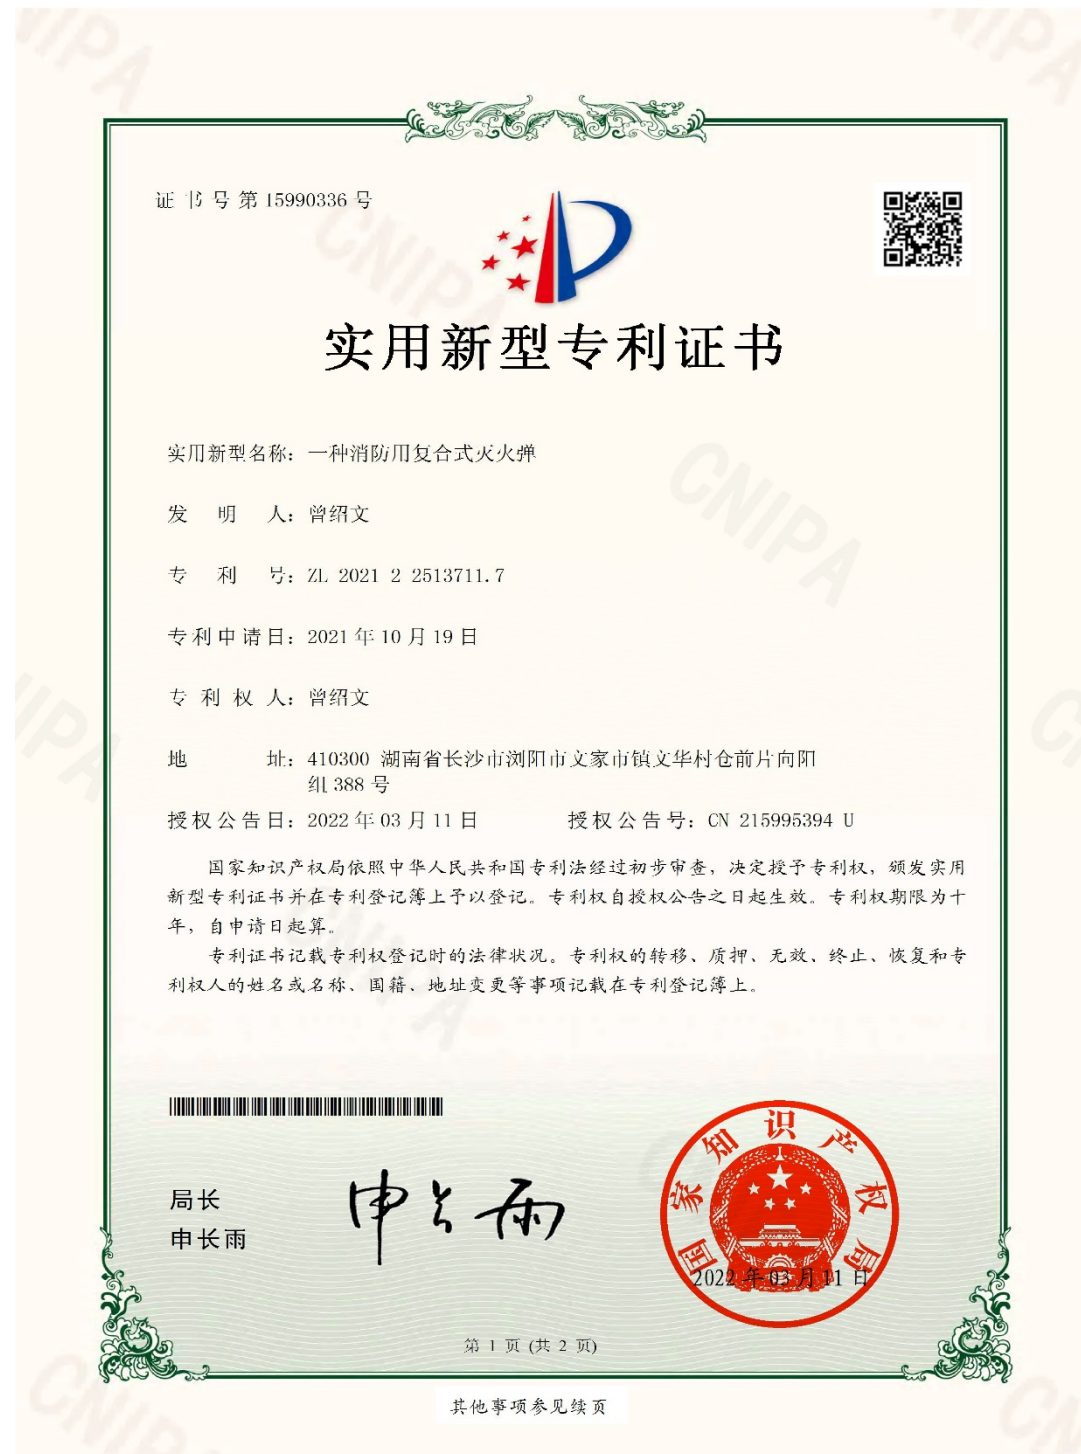 证书号第15990336号
实用新型专利证书
实用新型名称：一种消防用复合式灭火弹
发明人：曾绍文
专利号：ZL 2021 2 2513711.7
专利申请日：2021年10月19日
专利权人：曾绍文
地址：410300 湖南省长沙市浏阳市文家市镇文华村仓前片向阳
组388号
授权公告日：2022年03月11日 授权公告号：CN 215995394 U
国家知识产权局依照中华人民共和国专利法经过初步审查，决定授予专利权，颁发实用
新型专利证书并在专利登记簿上予以登记。专利权自授权公告之日起生效。专利权期限为十
年，自申请日起算。
专利证书记载专利权登记时的法律状况。专利权的转移、质押、无效、终止、恢复和专
利权人的姓名或名称、国籍、地址变更等事项记载在专利登记簿上。
局长
申长雨
申长雨
国家知识产权局
2022年03月11日
第 1 页 (共 2 页)
其他事项参见续页
CNIPA
CNIPA
CNIPA
CNIPA
CNIPA
CNIPA